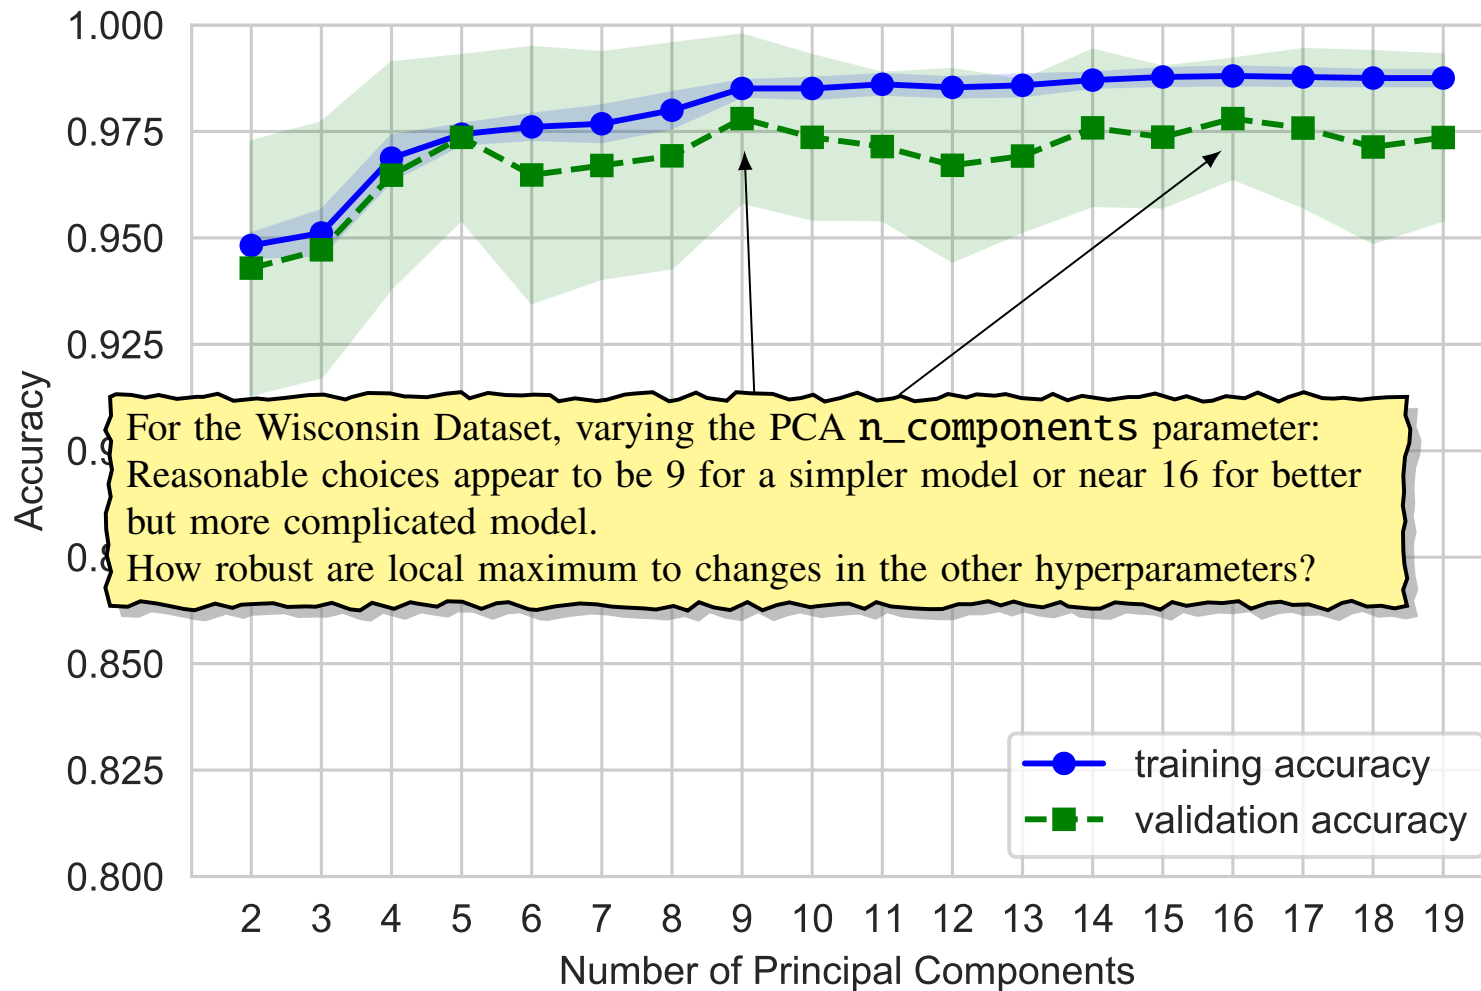 1.000
0.975
0.950
0.925
0.850
0.825
0.800
Accuracy
For the Wisconsin Dataset, varying the PCA n_components parameter:
Reasonable choices appear to be 9 for a simpler model or near 16 for better
but more complicated model.
How robust are local maximum to changes in the other hyperparameters?
training accuracy
validation accuracy
2 3 4 5 6 7 8 9 10 11 12 13 14 15 16 17 18 19
Number of Principal Components